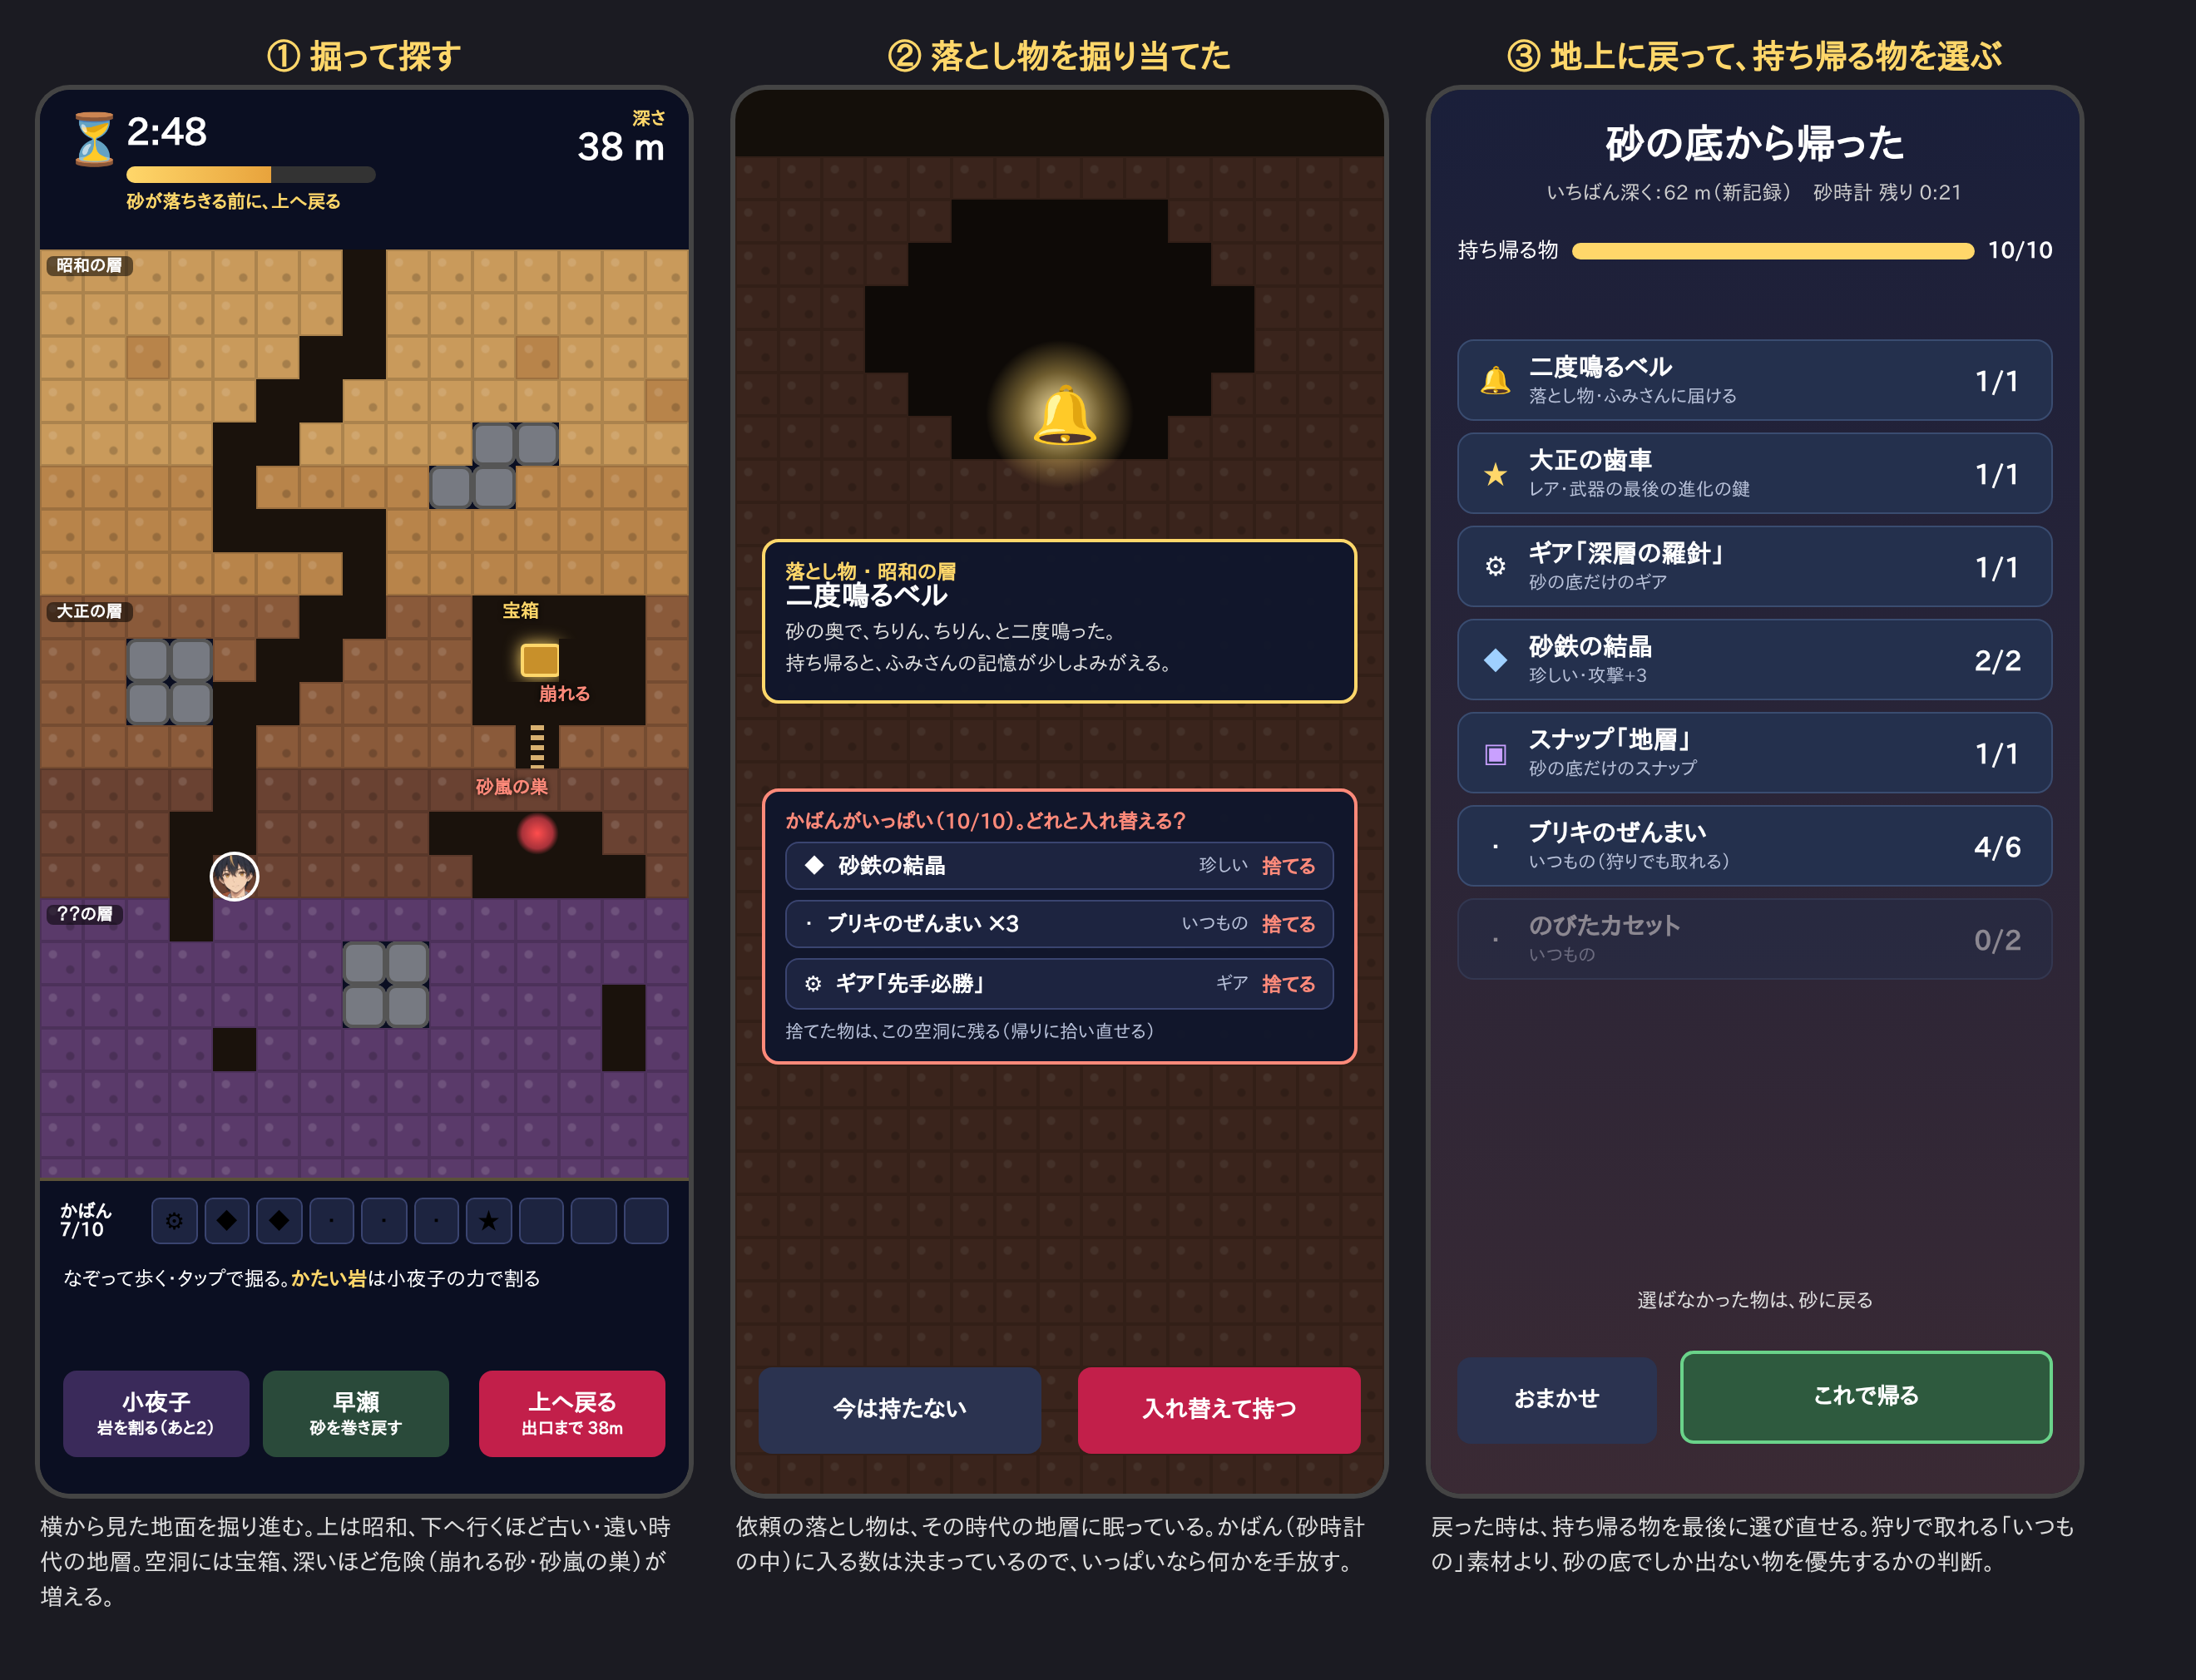 ① 掘って探す
2:48
深さ
38 m
砂が落ちきる前に、上へ戻る
昭和の層
大正の層
宝箱
崩れる
砂嵐の巣
??の層
かばん
7/10
なぞって歩く・タップで掘る。かたい岩は小夜子の力で割る
小夜子
岩を割る(あと2)
早瀬
砂を巻き戻す
上へ戻る
出口まで 38m
横から見た地面を掘り進む。上は昭和、下へ行くほど古い・遠い時
代の地層。空洞には宝箱、深いほど危険(崩れる砂・砂嵐の巣)が
増える。
② 落とし物を掘り当てた
落とし物・昭和の層
二度鳴るベル
砂の奥で、ちりん、ちりん、と二度鳴った。
持ち帰ると、ふみさんの記憶が少しよみがえる。
かばんがいっぱい(10/10)。どれと入れ替える?
砂鉄の結晶 珍しい 捨てる
ブリキのぜんまい ×3 いつもの 捨てる
ギア「先手必勝」 ギア 捨てる
捨てた物は、この空洞に残る(帰りに拾い直せる)
今は持たない
入れ替えて持つ
依頼の落とし物は、その時代の地層に眠っている。かばん(砂時計
の中)に入る数は決まっているので、いっぱいなら何かを手放す。
③ 地上に戻って、持ち帰る物を選ぶ
砂の底から帰った
いちばん深く:62 m(新記録) 砂時計 残り 0:21
持ち帰る物 10/10
二度鳴るベル 1/1
落とし物・ふみさんに届ける
大正の歯車 1/1
レア・武器の最後の進化の鍵
ギア「深層の羅針」 1/1
砂の底だけのギア
砂鉄の結晶 2/2
珍しい・攻撃+3
スナップ「地層」 1/1
砂の底だけのスナップ
ブリキのぜんまい 4/6
いつもの(狩りでも取れる)
のびたカセット 0/2
いつもの
選ばなかった物は、砂に戻る
おまかせ
これで帰る
戻った時は、持ち帰る物を最後に選び直せる。狩りで取れる「いつも
の」素材より、砂の底でしか出ない物を優先するかの判断。